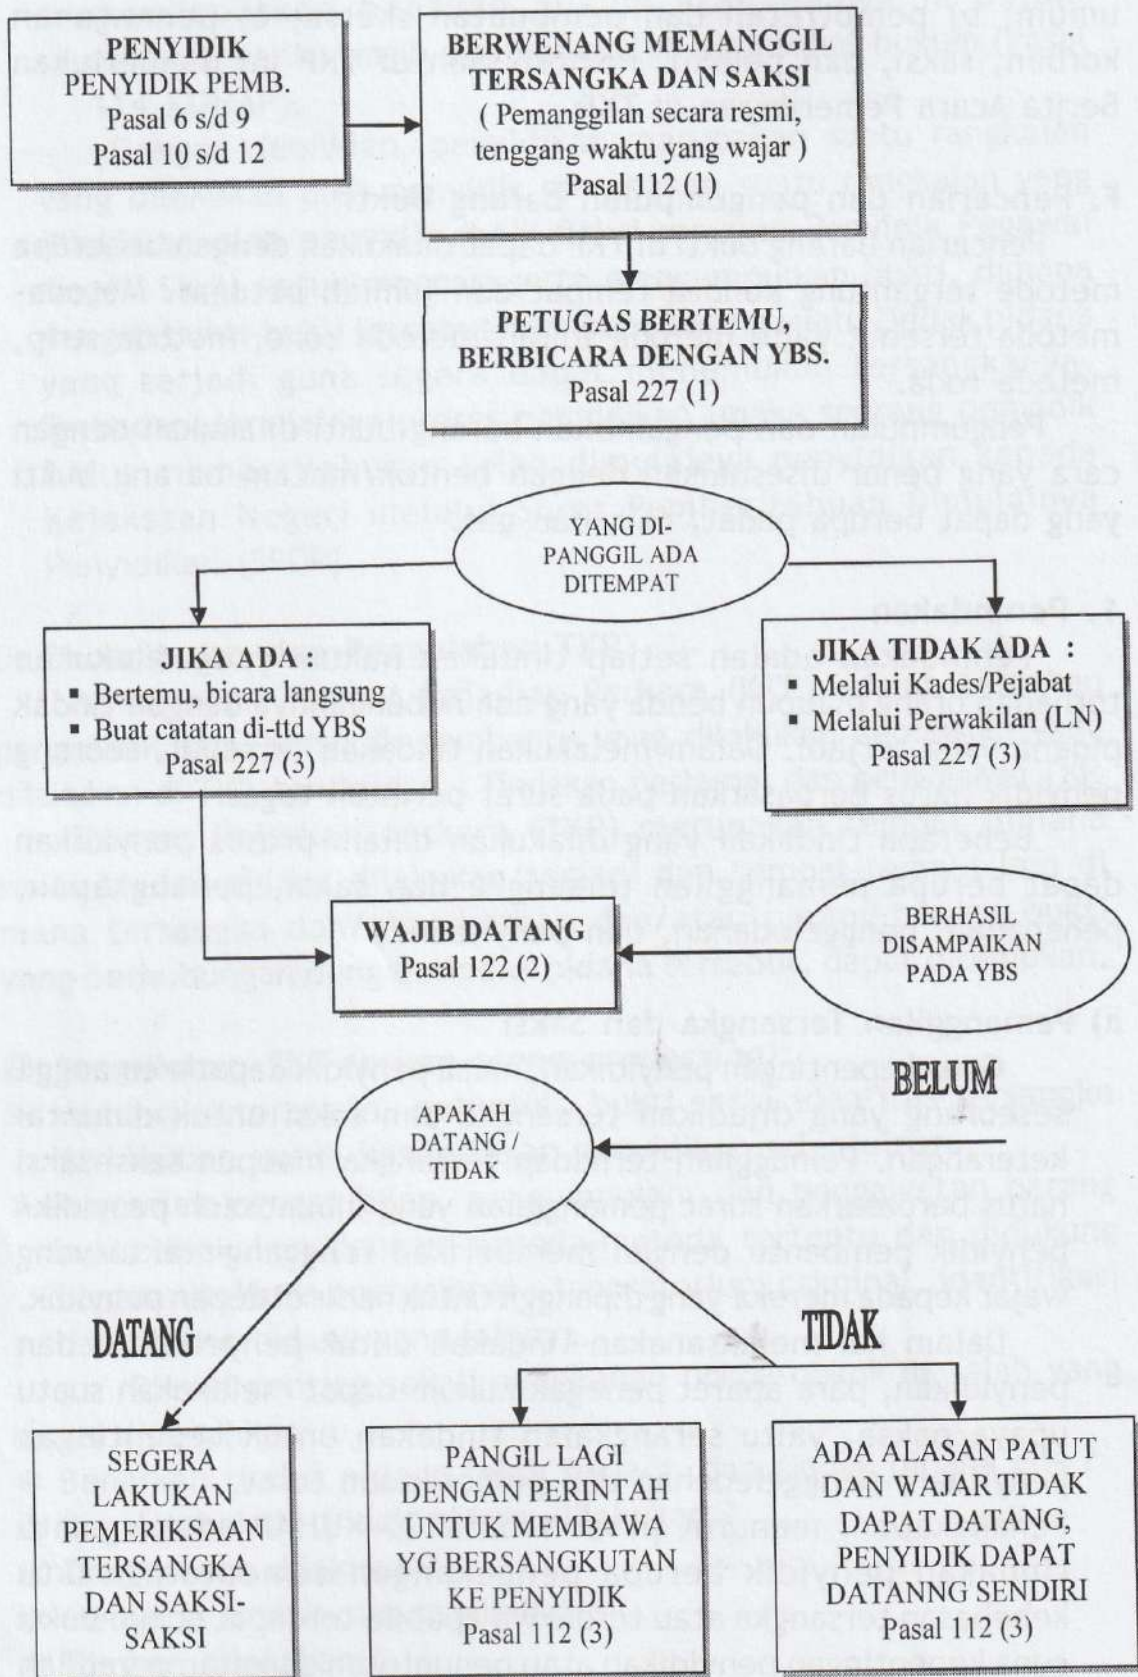 PENYIDIK
PENYIDIK PEMB.
Pasal 6 s/d 9
Pasal 10 s/d 12
BERWENANG MEMANGGIL
TERSANGKA DAN SAKSI
( Pemanggilan secara resmi,
tenggang waktu yang wajar )
Pasal 112 (1)
PETUGAS BERTEMU,
BERBICARA DENGAN YBS.
Pasal 227 (1)
YANG DI-
PANGGIL ADA
DITEMPAT
JIKA ADA :
▪ Bertemu, bicara langsung
▪ Buat catatan di-ttd YBS
Pasal 227 (3)
JIKA TIDAK ADA :
▪ Melalui Kades/Pejabat
▪ Melalui Perwakilan (LN)
Pasal 227 (3)
WAJIB DATANG
Pasal 122 (2)
BERHASIL
DISAMPAIKAN
PADA YBS
BELUM
APAKAH
DATANG /
TIDAK
DATANG
TIDAK
SEGERA
LAKUKAN
PEMERIKSAAN
TERSANGKA
DAN SAKSI-
SAKSI
PANGIL LAGI
DENGAN PERINTAH
UNTUK MEMBAWA
YG BERSANGKUTAN
KE PENYIDIK
Pasal 112 (3)
ADA ALASAN PATUT
DAN WAJAR TIDAK
DAPAT DATANG,
PENYIDIK DAPAT
DATANNG SENDIRI
Pasal 112 (3)